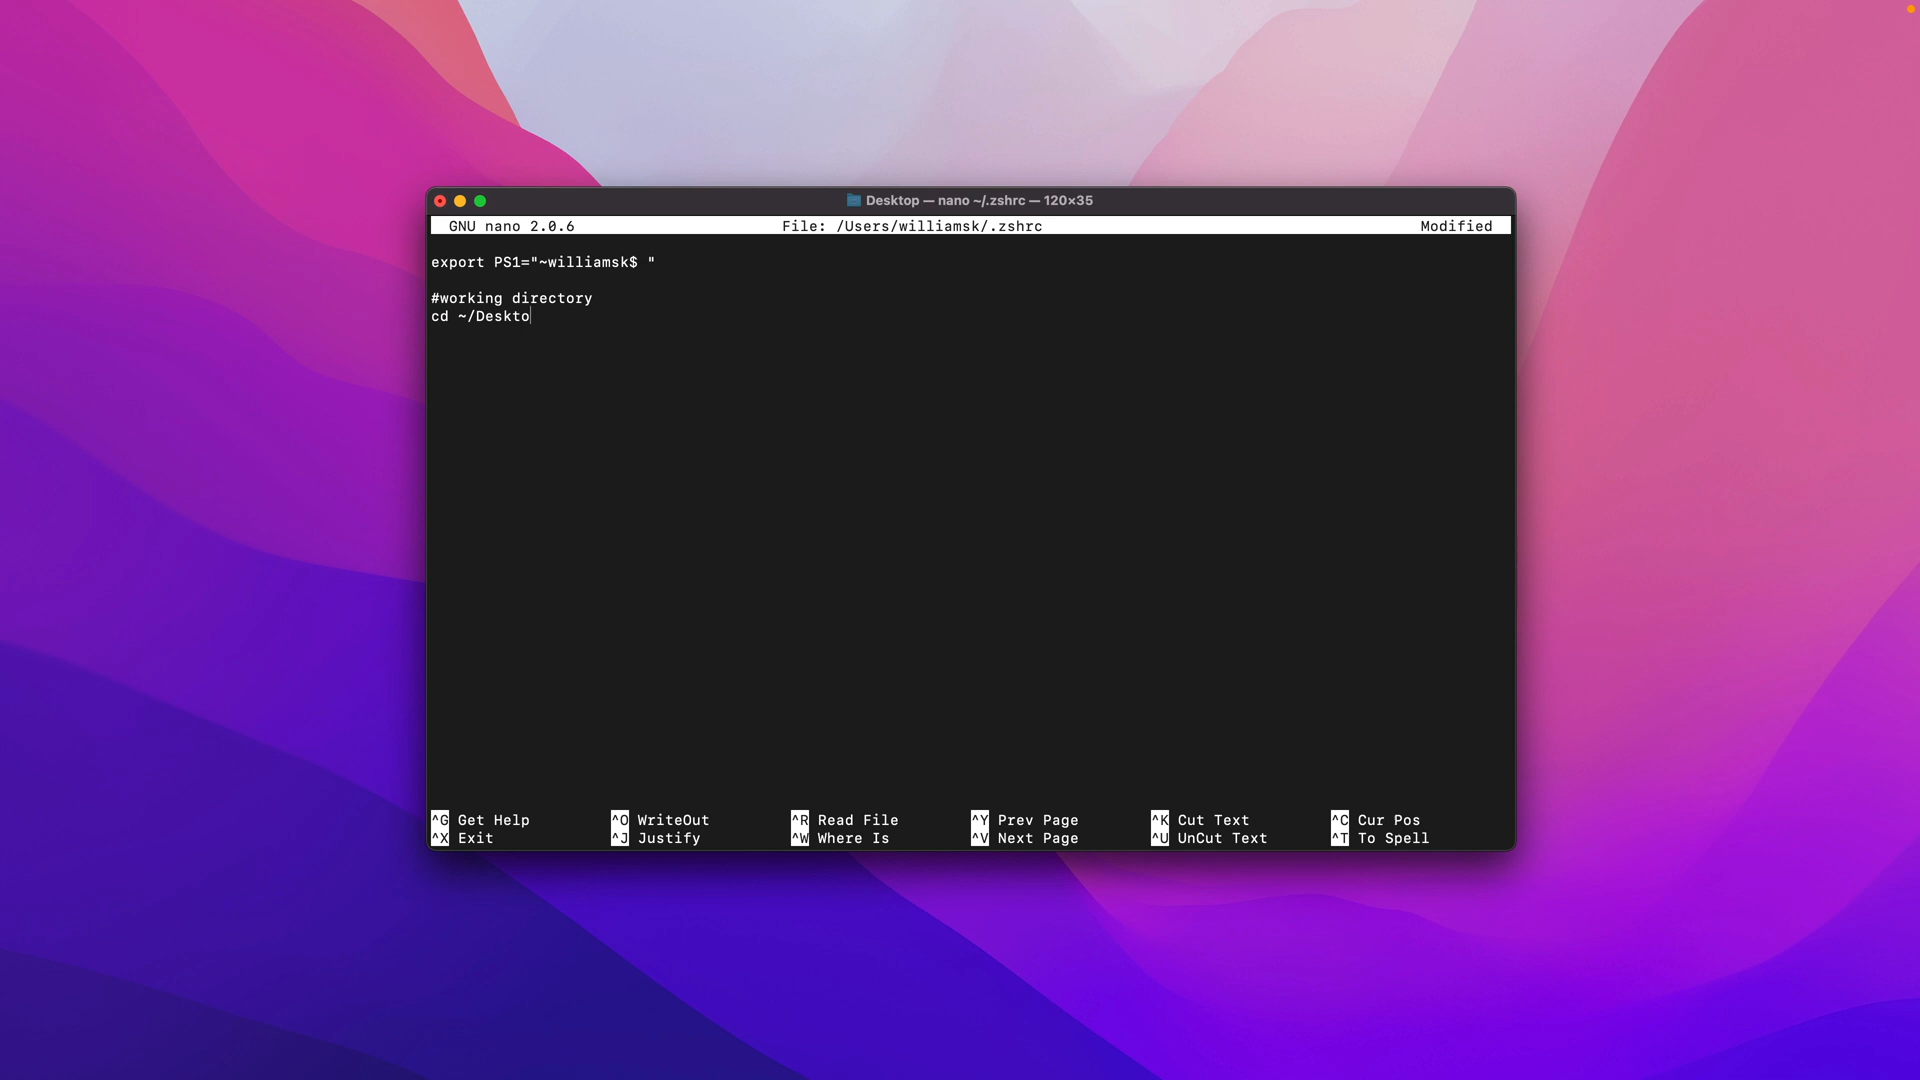 Desktop — nano ~/.zshrc — 120×35
GNU nano 2.0.6 File: /Users/williamsk/.zshrc Modified
export PS1="~williamsk$ "
#working directory
cd ~/Deskto
^G Get Help ^O WriteOut ^R Read File ^Y Prev Page ^K Cut Text ^C Cur Pos
^X Exit ^J Justify ^W Where Is ^V Next Page ^U UnCut Text ^T To Spell